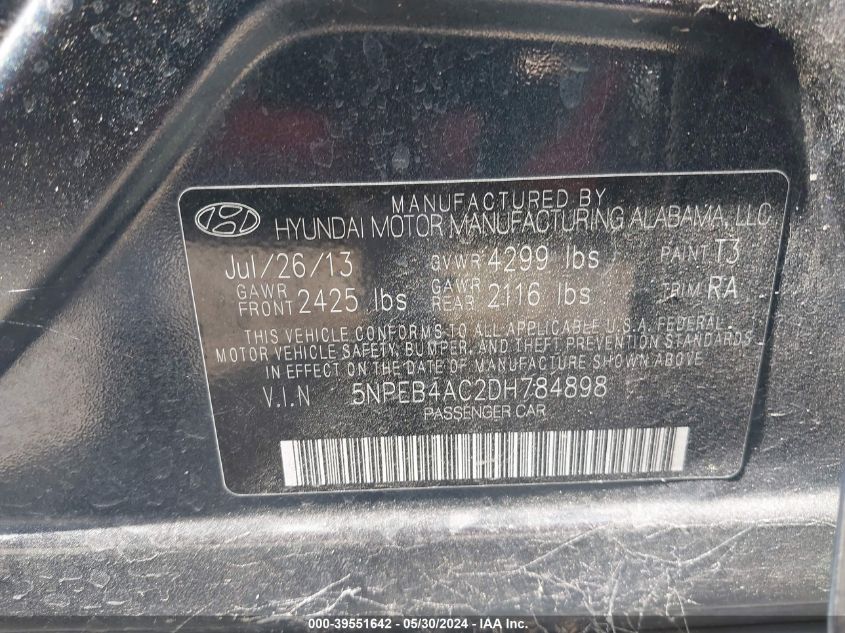 MANUFACTURED BY
HYUNDAI MOTOR MANUFACTURING ALABAMA, LLC
Jul/26/13 GVWR 4299 lbs PAINT T3
GAWR FRONT 2425 lbs GAWR REAR 2116 lbs TRIM RA
THIS VEHICLE CONFORMS TO ALL APPLICABLE U.S.A. FEDERAL
MOTOR VEHICLE SAFETY, BUMPER, AND THEFT PREVENTION STANDARDS
IN EFFECT ON THE DATE OF MANUFACTURE SHOWN ABOVE
V.I.N 5NPEB4AC2DH784898
PASSENGER CAR
000-39551642 - 05/30/2024 - IAA Inc.